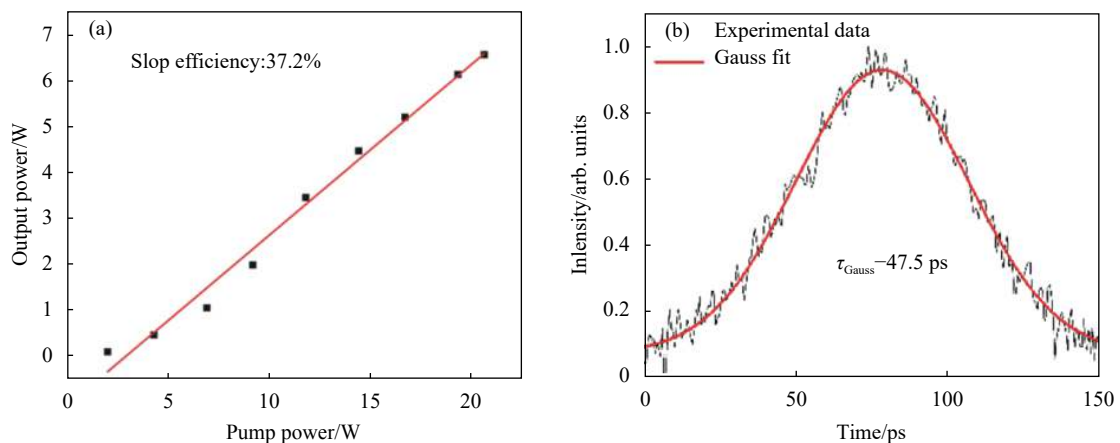 (a)
Slop efficiency:37.2%
7
6
5
4
3
2
1
0
Output power/W
0 5 10 15 20
Pump power/W
(b) Experimental data
Gauss fit
1.0
0.8
0.6
0.4
0.2
0
Inlensity/arb. units
τGauss−47.5 ps
0 50 100 150
Time/ps